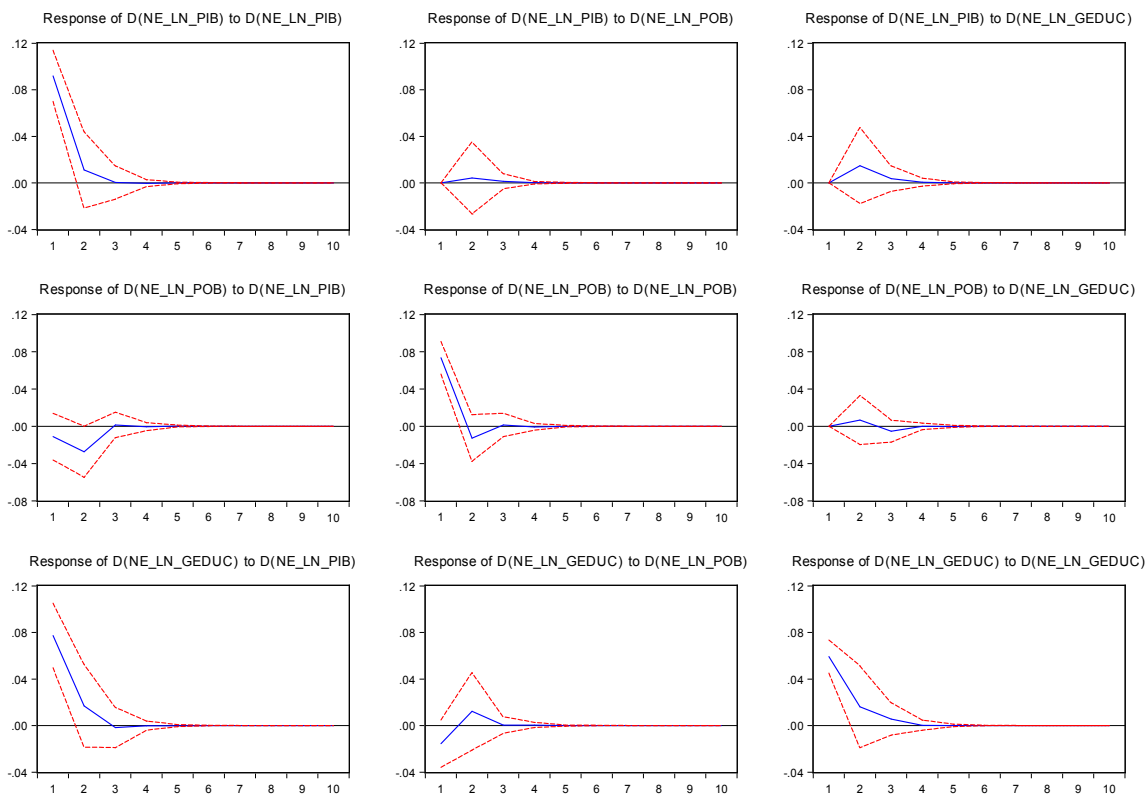 Response of D(NE_LN_PIB) to D(NE_LN_PIB)
.12
.08
.04
.00
-.04
1 2 3 4 5 6 7 8 9 10
Response of D(NE_LN_PIB) to D(NE_LN_POB)
.12
.08
.04
.00
-.04
1 2 3 4 5 6 7 8 9 10
Response of D(NE_LN_PIB) to D(NE_LN_GEDUC)
.12
.08
.04
.00
-.04
1 2 3 4 5 6 7 8 9 10
Response of D(NE_LN_POB) to D(NE_LN_PIB)
.12
.08
.04
.00
-.04
-.08
1 2 3 4 5 6 7 8 9 10
Response of D(NE_LN_POB) to D(NE_LN_POB)
.12
.08
.04
.00
-.04
-.08
1 2 3 4 5 6 7 8 9 10
Response of D(NE_LN_POB) to D(NE_LN_GEDUC)
.12
.08
.04
.00
-.04
-.08
1 2 3 4 5 6 7 8 9 10
Response of D(NE_LN_GEDUC) to D(NE_LN_PIB)
.12
.08
.04
.00
-.04
1 2 3 4 5 6 7 8 9 10
Response of D(NE_LN_GEDUC) to D(NE_LN_POB)
.12
.08
.04
.00
-.04
1 2 3 4 5 6 7 8 9 10
Response of D(NE_LN_GEDUC) to D(NE_LN_GEDUC)
.12
.08
.04
.00
-.04
1 2 3 4 5 6 7 8 9 10